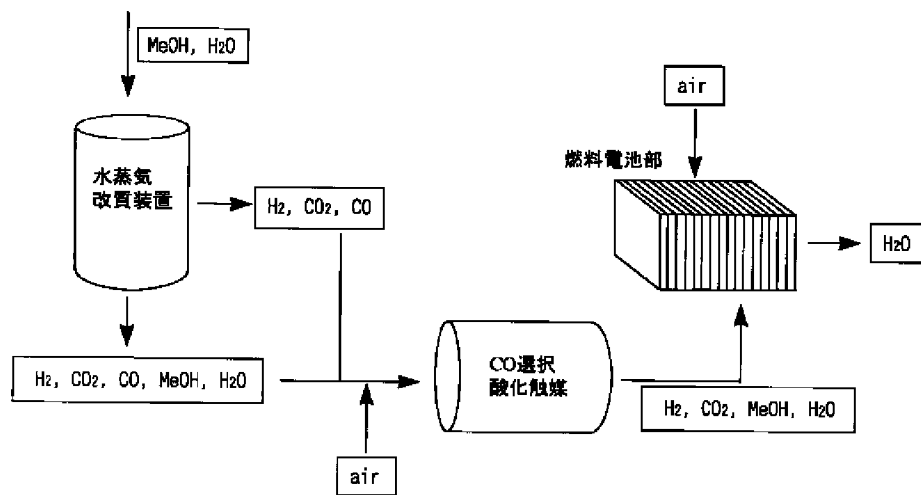 MeOH, H2O
air
燃料電池部
水蒸気
改質装置
H2, CO2, CO
H2O
H2, CO2, CO, MeOH, H2O
CO選択
酸化触媒
H2, CO2, MeOH, H2O
air